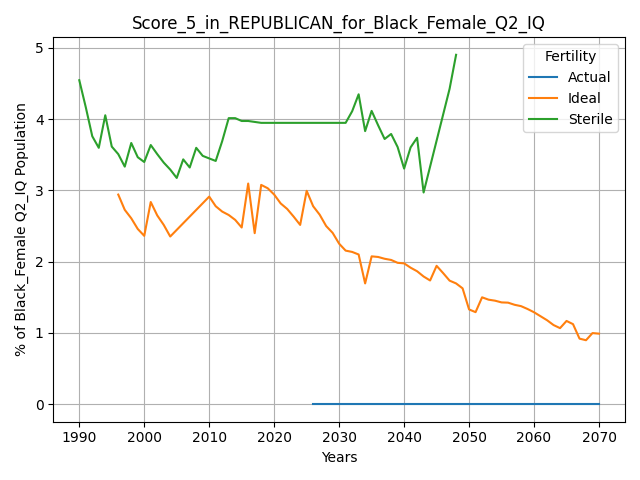 Score_5_in_REPUBLICAN_for_Black_Female_Q2_IQ
% of Black_Female Q2_IQ Population
5
4
3
2
1
0
Fertility
Actual
Ideal
Sterile
1990 2000 2010 2020 2030 2040 2050 2060 2070
Years